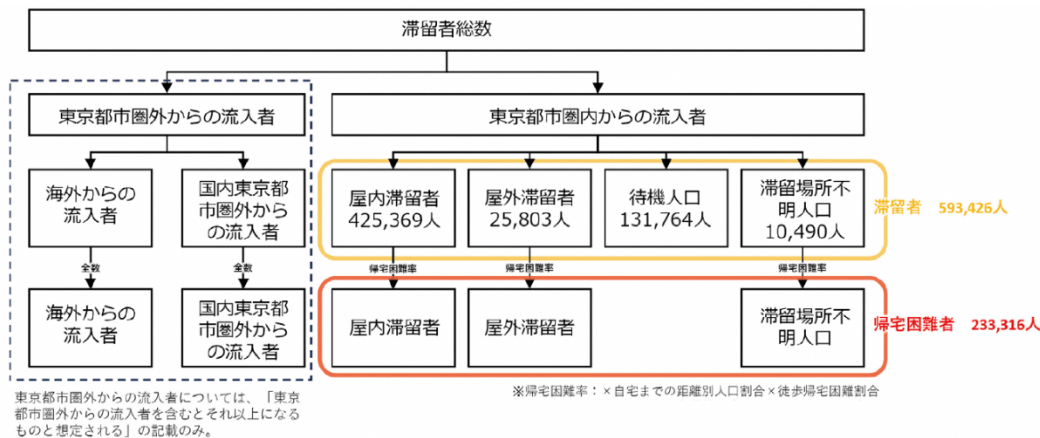 滞留者総数
東京都市圏外からの流入者
東京都市圏内からの流入者
海外からの
流入者
国内東京都
市圏外から
の流入者
屋内滞留者
425,369人
屋外滞留者
25,803人
待機人口
131,764人
滞留場所不
明人口
10,490人
滞留者 593,426人
全数
全数
帰宅困難率
帰宅困難率
帰宅困難率
海外からの
流入者
国内東京都
市圏外から
の流入者
屋内滞留者
屋外滞留者
滞留場所不
明人口
帰宅困難者 233,316人
※帰宅困難率：×自宅までの距離別人口割合×徒歩帰宅困難割合
東京都市圏外からの流入者については、「東京
都市圏外からの流入者を含むとそれ以上になる
ものと想定される」の記載のみ。